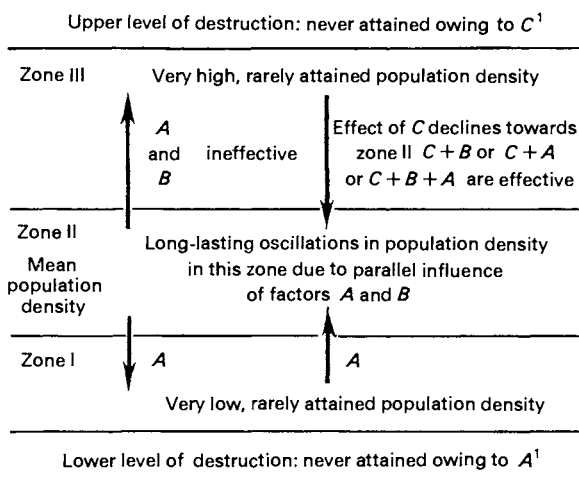 Upper level of destruction: never attained owing to C¹
Zone III
Very high, rarely attained population density
A
and
B
ineffective
Effect of C declines towards
zone II C + B or C + A
or C + B + A are effective
Zone II
Mean
population
density
Long-lasting oscillations in population density
in this zone due to parallel influence
of factors A and B
Zone I
A
A
Very low, rarely attained population density
Lower level of destruction: never attained owing to A¹